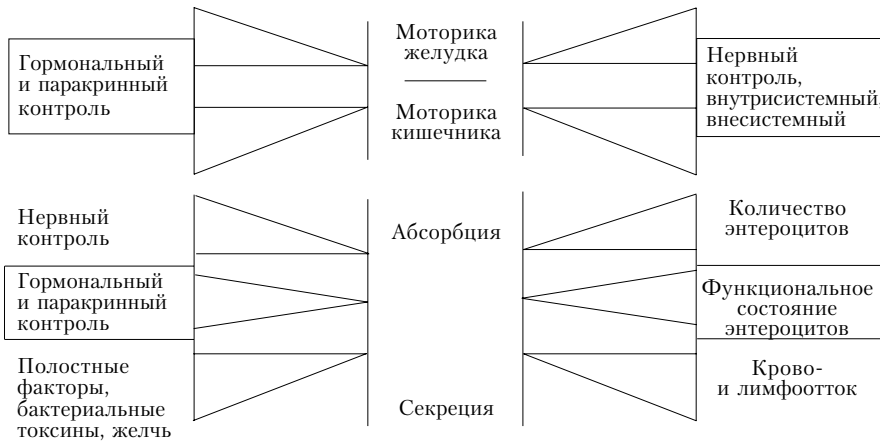 Гормональный
и паракринный
контроль
Моторика
желудка
Моторика
кишечника
Нервный
контроль,
внутрисистемный,
внесистемный
Нервный
контроль
Гормональный
и паракринный
контроль
Полостные
факторы,
бактериальные
токсины, желчь
Абсорбция
Секреция
Количество
энтероцитов
Функциональное
состояние
энтероцитов
Крово-
и лимфоотток